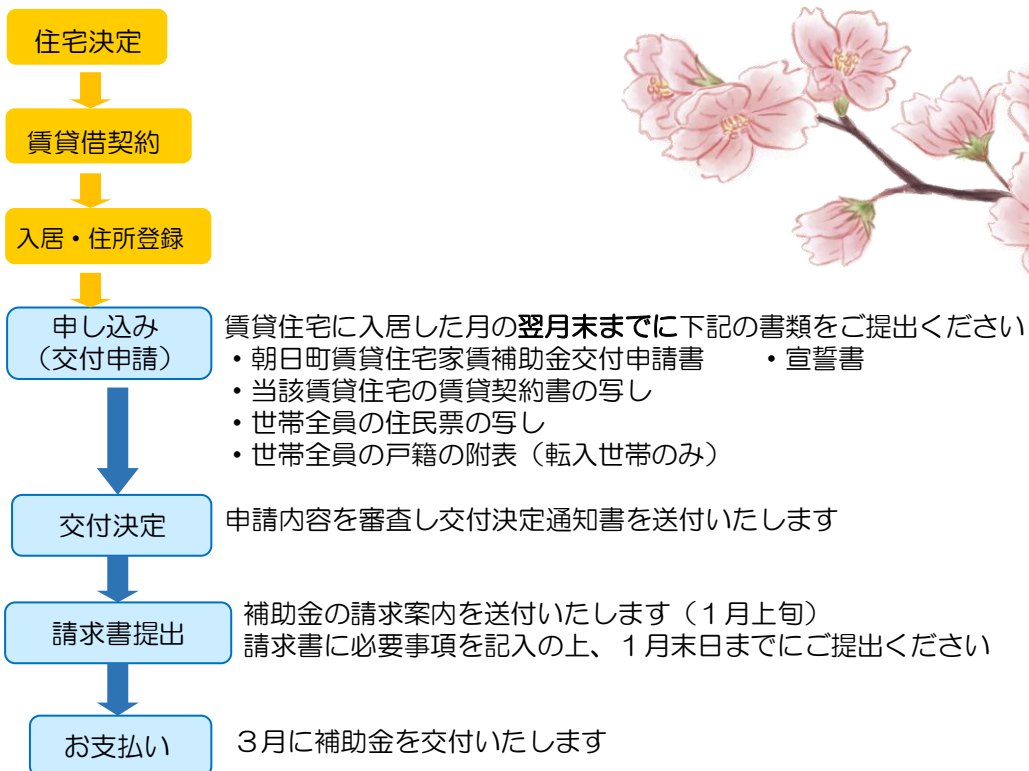 住宅決定
賃貸借契約
入居・住所登録
申し込み
(交付申請)
賃貸住宅に入居した月の翌月末までに下記の書類をご提出ください
・朝日町賃貸住宅家賃補助金交付申請書　・宣誓書
・当該賃貸住宅の賃貸契約書の写し
・世帯全員の住民票の写し
・世帯全員の戸籍の附表（転入世帯のみ）
交付決定
申請内容を審査し交付決定通知書を送付いたします
請求書提出
補助金の請求案内を送付いたします（１月上旬）
請求書に必要事項を記入の上、１月末日までにご提出ください
お支払い
３月に補助金を交付いたします